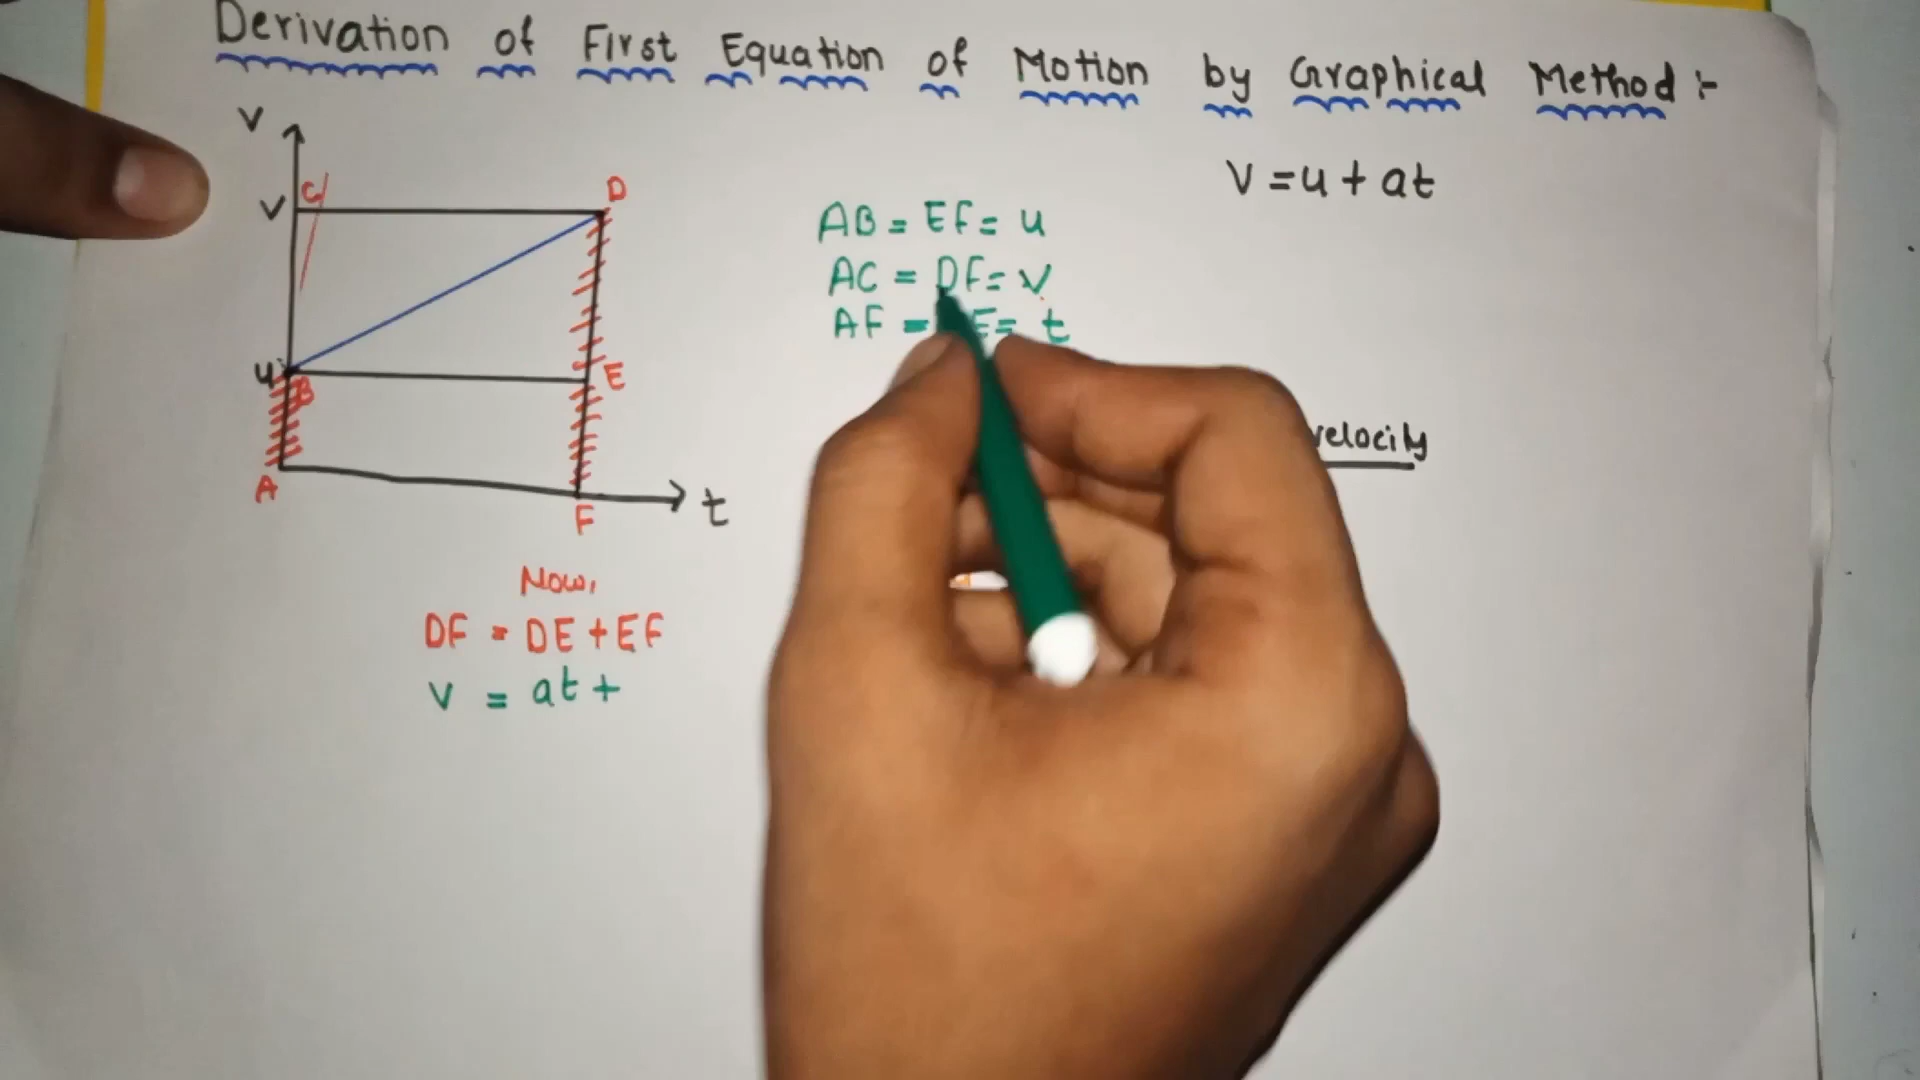 Derivation of First Equation of Motion by Graphical Method :-
V
V = u + at
C
D
V
AB = EF = u
AC = DF = v
u
B
E
AF = E = t
velocity
A
F
t
Now,
DF = DE + EF
V = at +